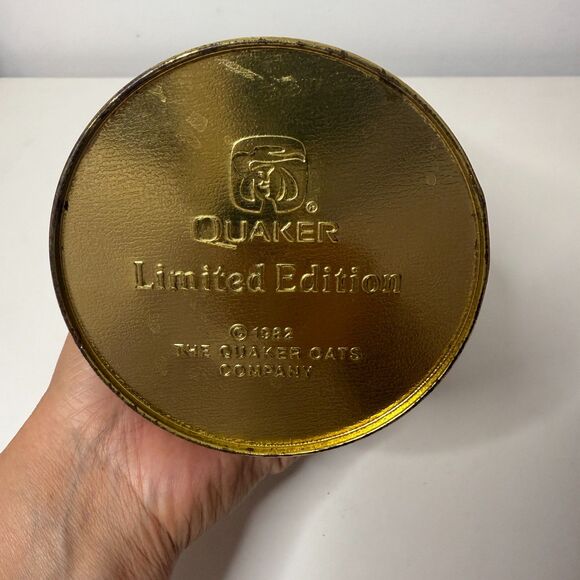 ®
QUAKER
Limited Edition
© 1982
THE QUAKER OATS
COMPANY